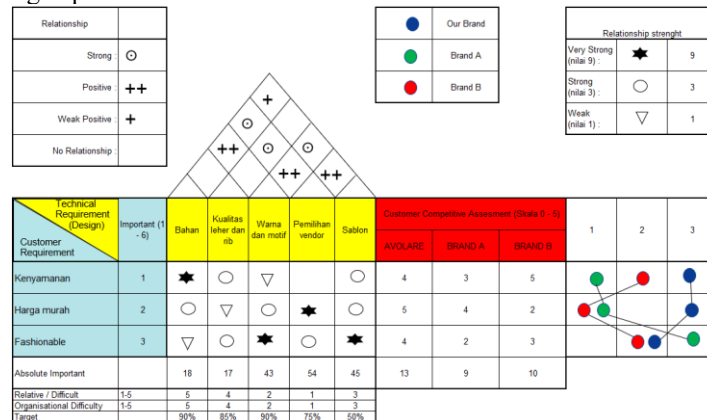 Relationship
Strong : ⊙
Positive : ++
Weak Positive : +
No Relationship :
Our Brand
Brand A
Brand B
Relationship strenght
Very Strong (nilai 9) : ✶ 9
Strong (nilai 3) : ○ 3
Weak (nilai 1) : ▽ 1
+
⊙
++ ⊙ ⊙
++ ++
Technical Requirement (Design)
Customer Requirement
Important (1 - 6)
Bahan
Kualitas leher dan rib
Warna dan motif
Pemilihan vendor
Sablon
Customer Competitive Assesment (Skala 0 - 5)
AVOLARE BRAND A BRAND B
1 2 3
Kenyamanan 1 ✶ ○ ▽ ○ 4 3 5
Harga murah 2 ○ ▽ ○ ✶ ○ 5 4 2
Fashionable 3 ▽ ○ ✶ ○ ✶ 4 2 3
Absolute Important 18 17 43 54 45 13 9 10
Relative / Difficult 1-5 5 4 2 1 3
Organisational Difficulty 1-5 5 4 2 1 3
Target 90% 85% 90% 75% 50%